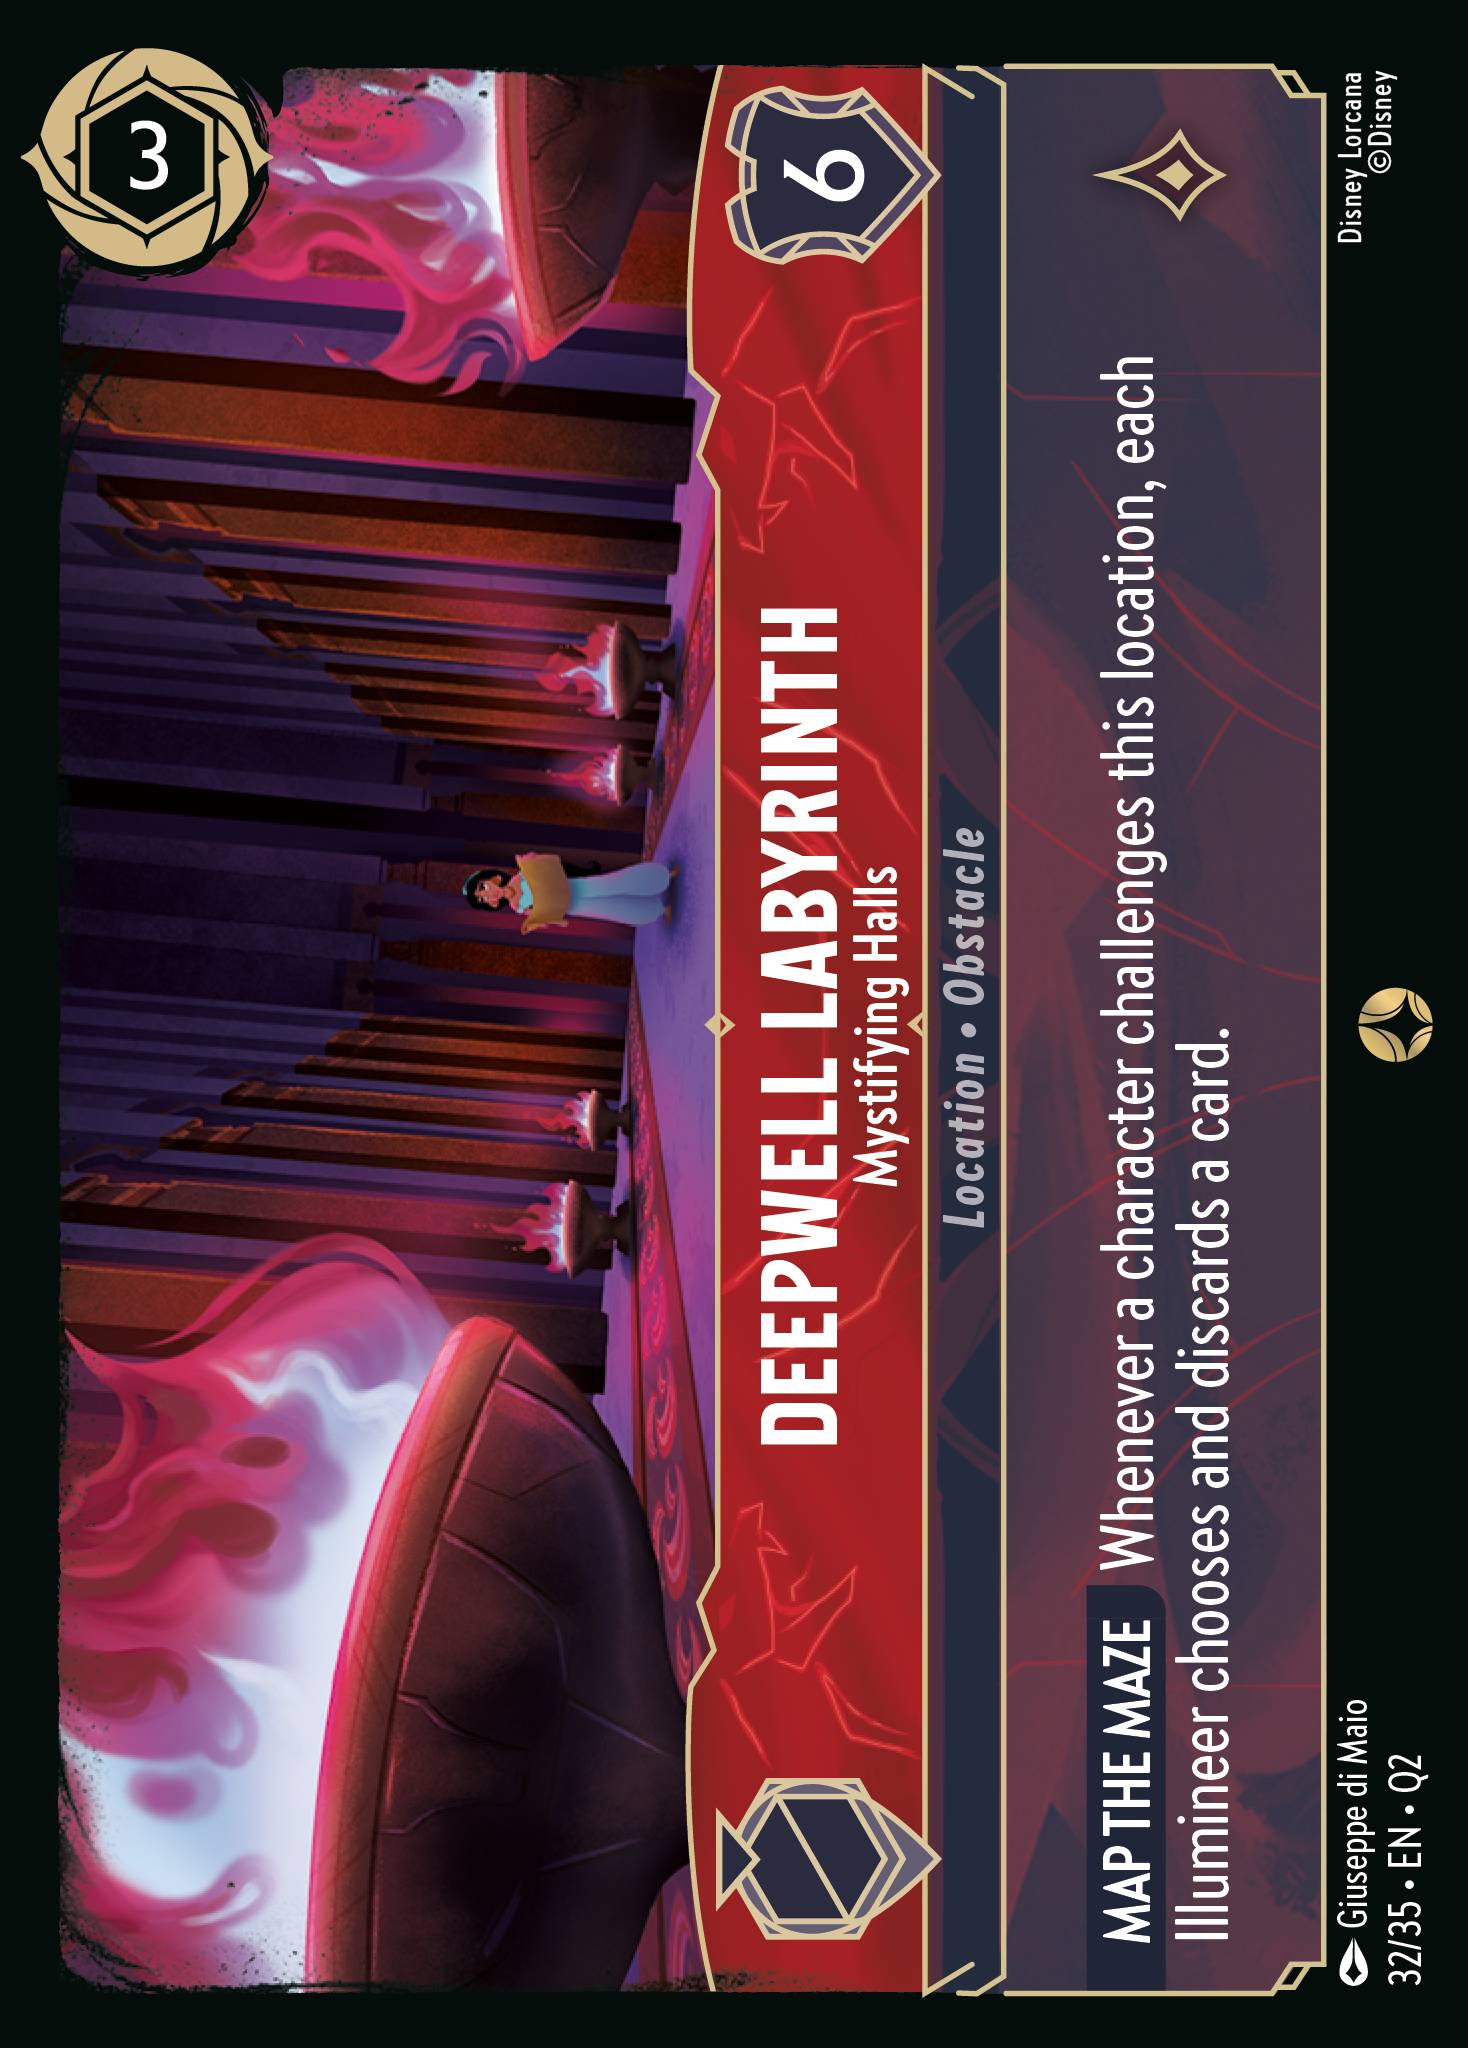 3
DEEPWELL LABYRINTH
Mystifying Halls
6
Location • Obstacle
MAP THE MAZE Whenever a character challenges this location, each
Illumineer chooses and discards a card.
Giuseppe di Maio
32/35 • EN • Q2
Disney Lorcana
©Disney